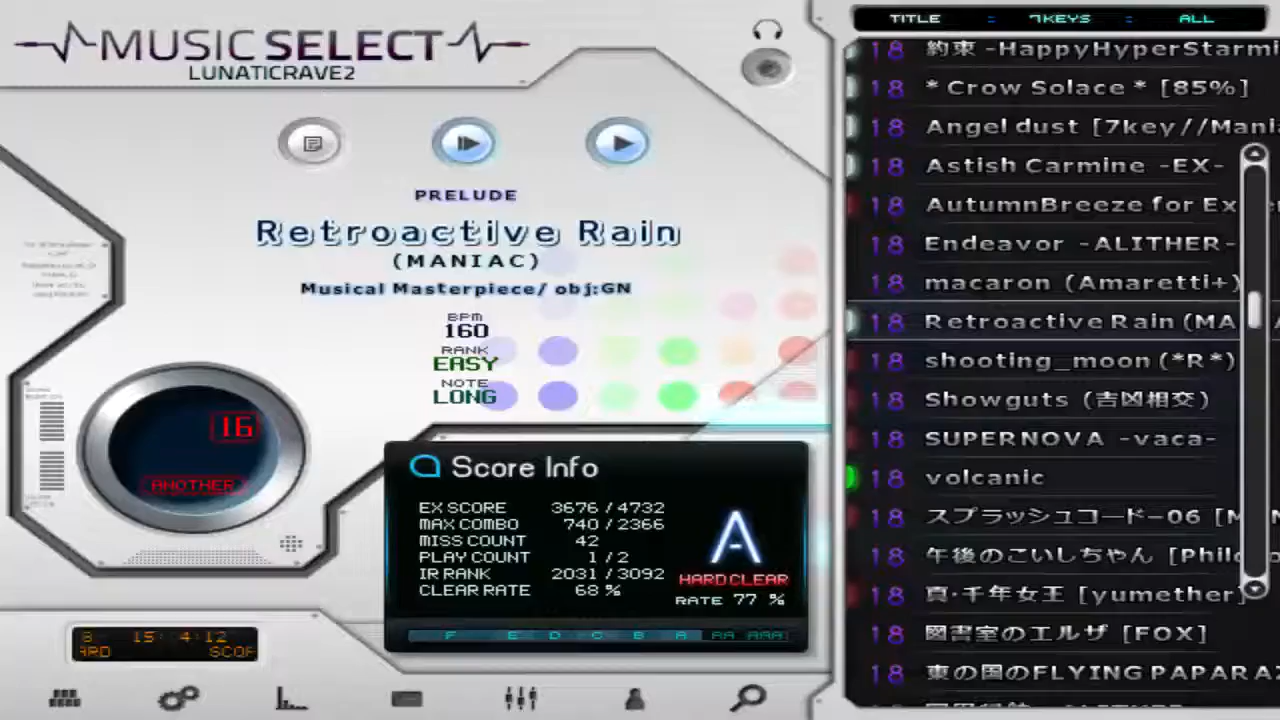 MUSIC SELECT
LUNATICRAVE2
PRELUDE
Retroactive Rain
(MANIAC)
Musical Masterpiece/ obj:GN
BPM
160
RANK
EASY
NOTE
LONG
16
ANOTHER
Score Info
EX SCORE 3676 / 4732
MAX COMBO 740 / 2366
MISS COUNT 42
PLAY COUNT 1 / 2
IR RANK 2031 / 3092
CLEAR RATE 68 %
A
HARD CLEAR
RATE 77 %
F E D C B A AA AAA
15: 4:12
TITLE : 7KEYS : ALL
18 約束 -HappyHyperStarmi
18 * Crow Solace * [85%]
18 Angel dust [7key//Mani
18 Astish Carmine -EX-
18 AutumnBreeze for Ex
18 Endeavor -ALITHER-
18 macaron (Amaretti+)
18 Retroactive Rain (MA
18 shooting_moon (*R*)
18 Showguts (吉凶相交)
18 SUPERNOVA -vaca-
18 volcanic
18 スプラッシュコード-06 [M
18 午後のこいしちゃん [Philo
18 真·千年女王 [yumether]
18 図書室のエルザ [FOX]
18 東の国のFLYING PAPARA